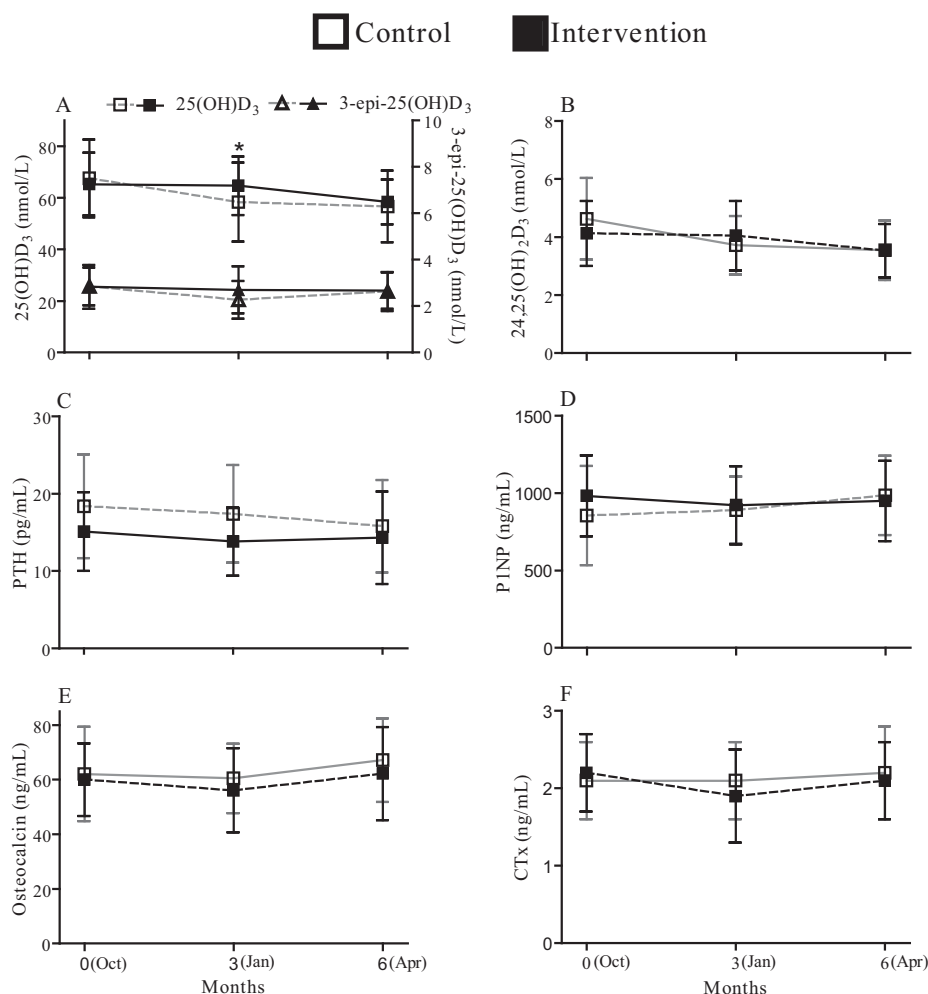 Control Intervention
A 25(OH)D3 3-epi-25(OH)D3
25(OH)D3 (nmol/L)
80
60
40
20
0
*
10
8
6
4
2
0
3-epi-25(OH)D3 (nmol/L)
B
24,25(OH)2D3 (nmol/L)
8
6
4
2
0
C
PTH (pg/mL)
30
20
10
0
D
P1NP (ng/mL)
1500
1000
500
0
E
Osteocalcin (ng/mL)
80
60
40
20
0
0(Oct) 3(Jan) 6(Apr)
Months
F
CTx (ng/mL)
3
2
1
0
0(Oct) 3(Jan) 6(Apr)
Months